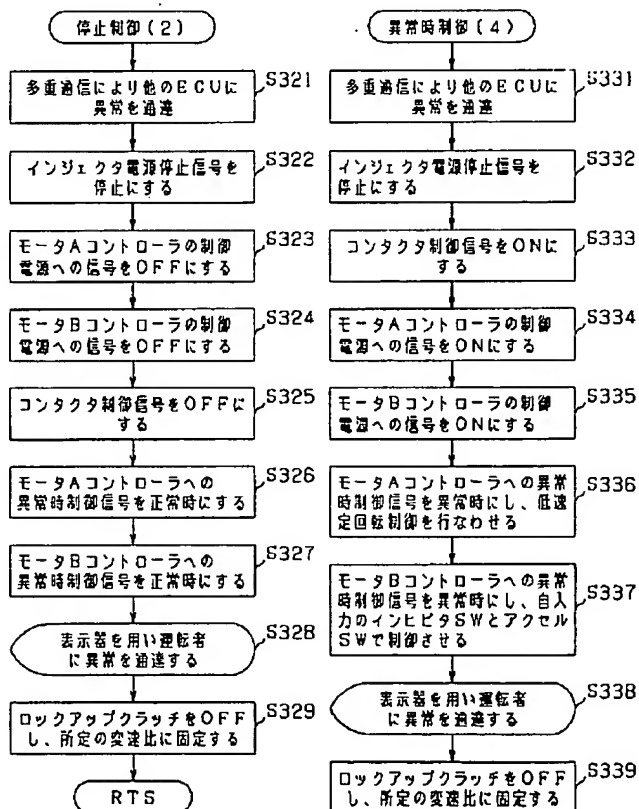 停止制御(2)
多重通信により他のECUに
異常を通達
S321
インジェクタ電源停止信号を
停止にする
S322
モータAコントローラの制御
電源への信号をOFFにする
S323
モータBコントローラの制御
電源への信号をOFFにする
S324
コンタクタ制御信号をOFFに
する
S325
モータAコントローラへの
異常時制御信号を正常時にする
S326
モータBコントローラへの
異常時制御信号を正常時にする
S327
表示器を用い運転者
に異常を通達する
S328
ロックアップクラッチをOFF
し、所定の変速比に固定する
S329
RTS
異常時制御(4)
多重通信により他のECUに
異常を通達
S331
インジェクタ電源停止信号を
停止にする
S332
コンタクタ制御信号をONに
する
S333
モータAコントローラの制御
電源への信号をONにする
S334
モータBコントローラの制御
電源への信号をONにする
S335
モータAコントローラへの異常
時制御信号を異常時にし、低速
定回転制御を行なわせる
S336
モータBコントローラへの異常
時制御信号を異常時にし、自入
力のインヒビタSWとアクセル
SWで制御させる
S337
表示器を用い運転者
に異常を通達する
S338
ロックアップクラッチをOFF
し、所定の変速比に固定する
S339